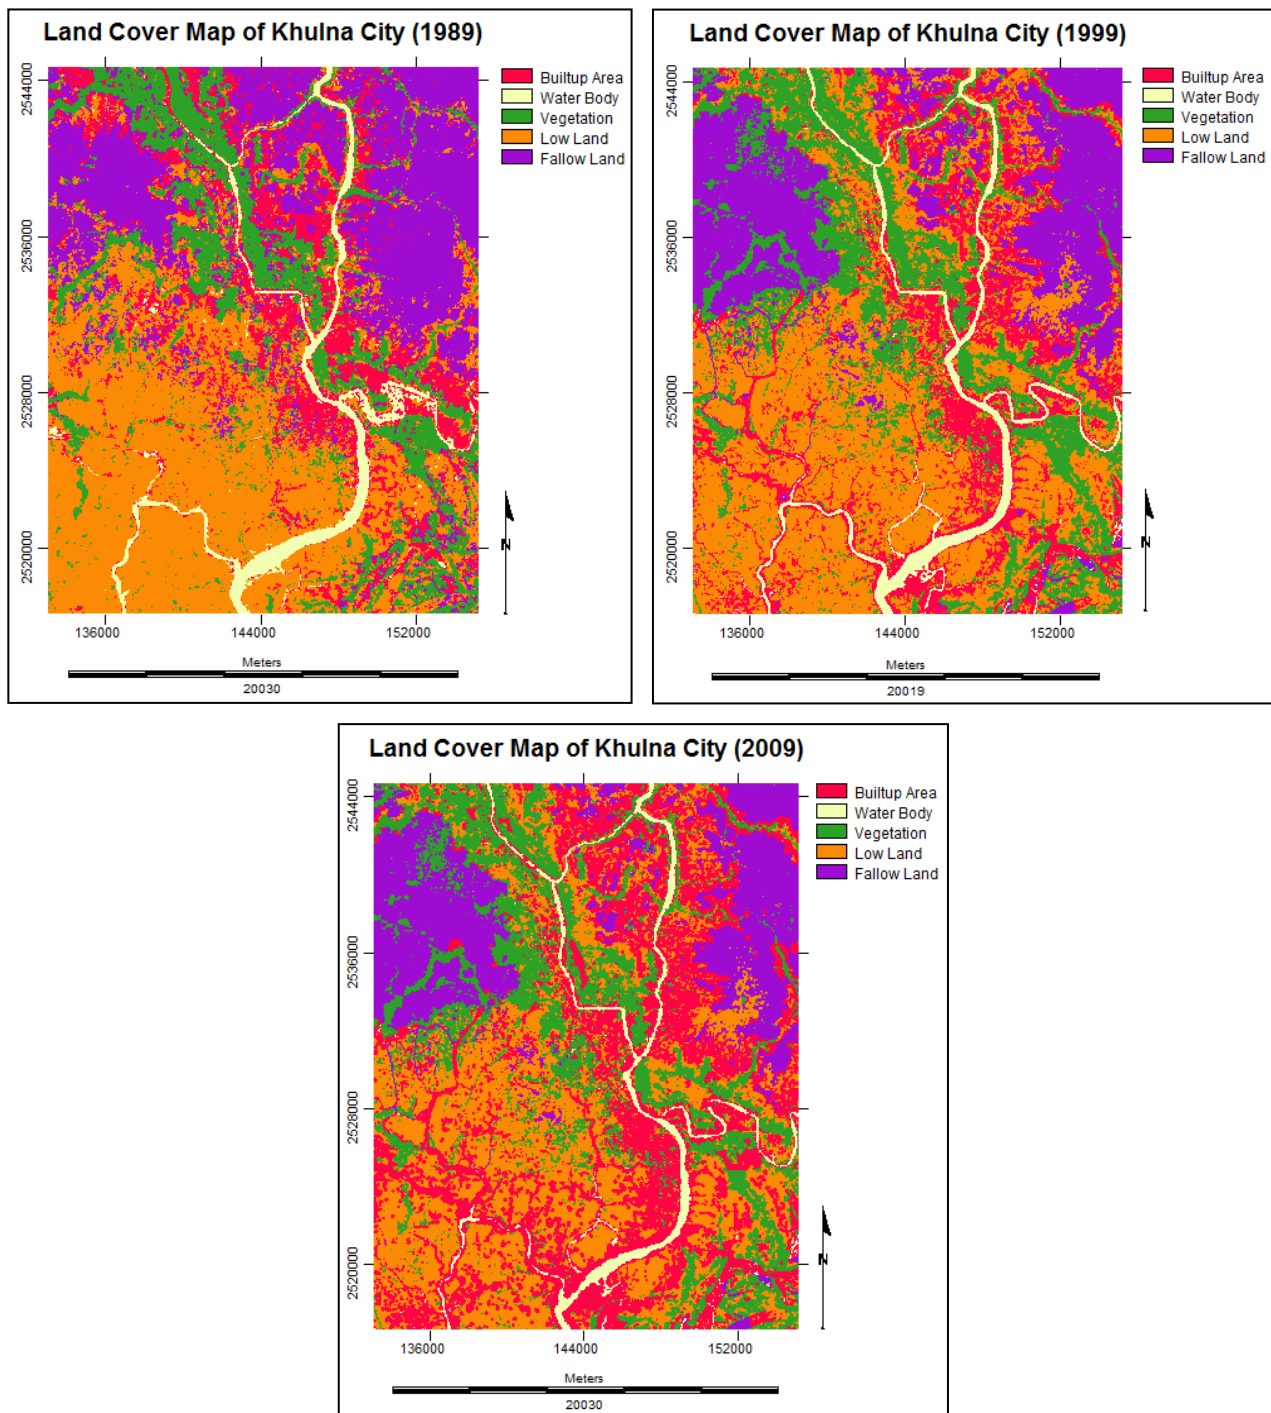 Land Cover Map of Khulna City (1989)
Builtup Area
Water Body
Vegetation
Low Land
Fallow Land
2544000
2536000
2528000
2520000
N
136000 144000 152000
Meters
20030
Land Cover Map of Khulna City (1999)
Builtup Area
Water Body
Vegetation
Low Land
Fallow Land
2544000
2536000
2528000
2520000
N
136000 144000 152000
Meters
20019
Land Cover Map of Khulna City (2009)
Builtup Area
Water Body
Vegetation
Low Land
Fallow Land
2544000
2536000
2528000
2520000
N
136000 144000 152000
Meters
20030